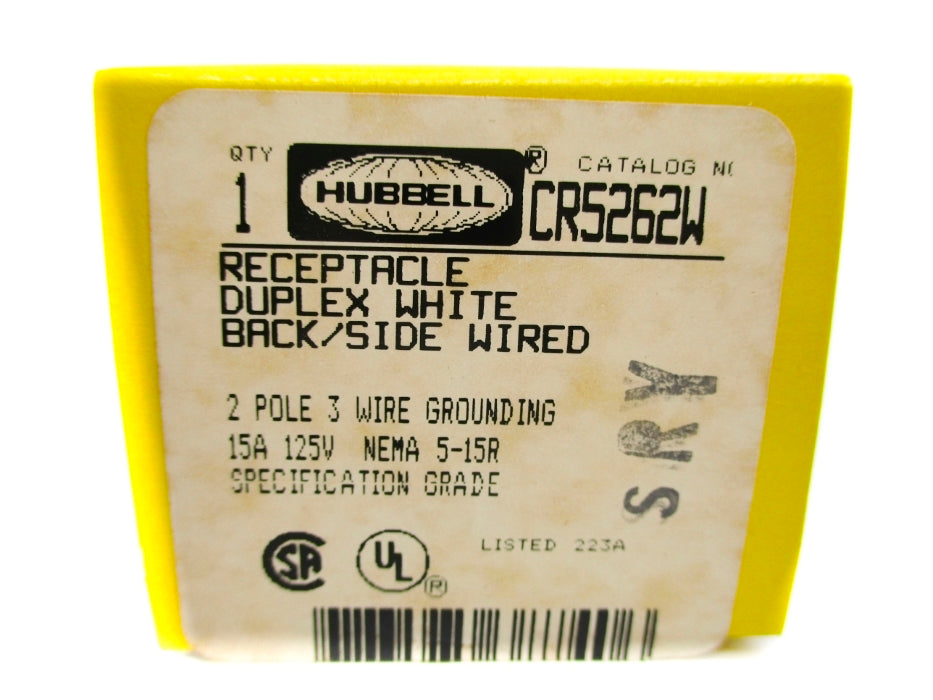 QTY
1
HUBBELL®
CATALOG N
CR5262W
RECEPTACLE
DUPLEX WHITE
BACK/SIDE WIRED
2 POLE 3 WIRE GROUNDING
15A 125V NEMA 5-15R
SPECIFICATION GRADE
SRY
SA
UL®
LISTED 223A